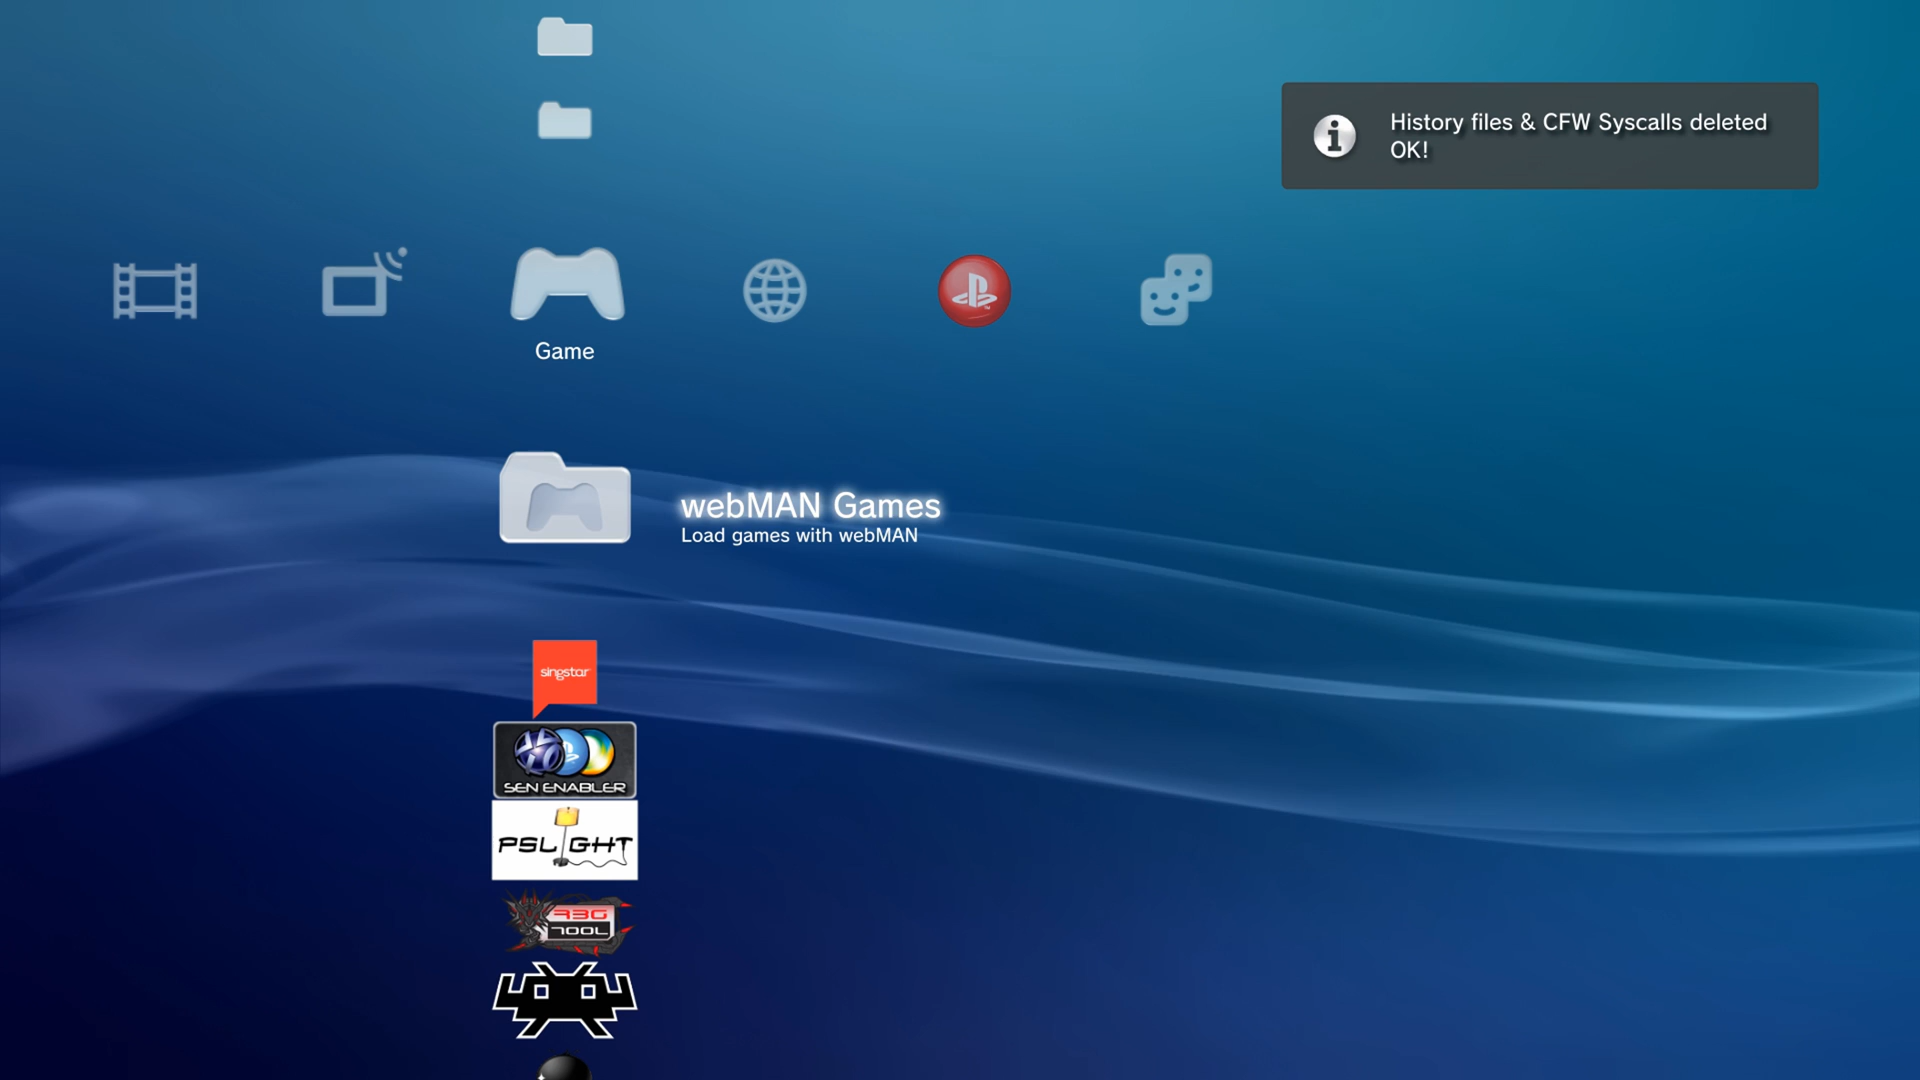 History files & CFW Syscalls deleted
OK!
Game
webMAN Games
Load games with webMAN
singstar
SEN ENABLER
PSL GHT
A3G
TOOL